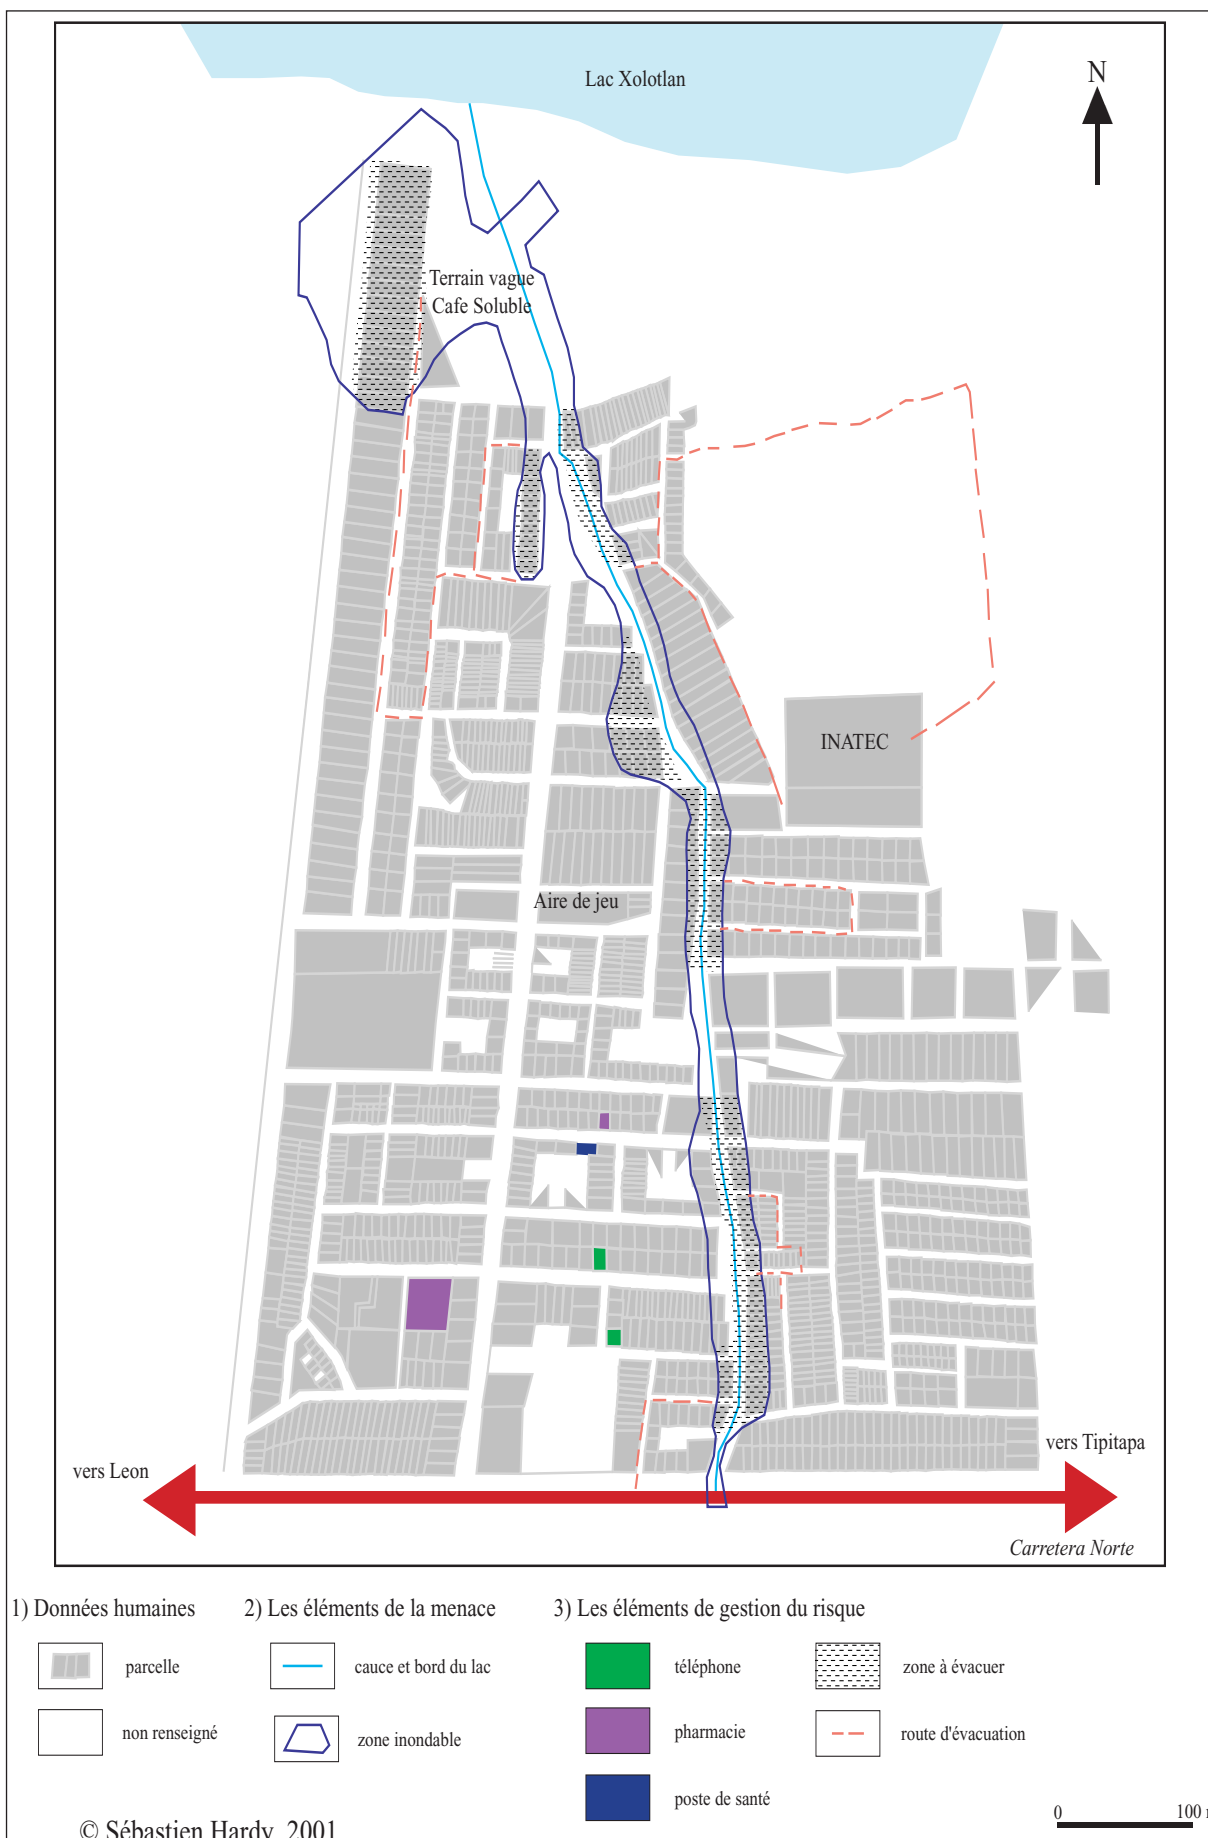 Lac Xolotlan
N
Terrain vague
Cafe Soluble
INATEC
Aire de jeu
vers Leon
vers Tipitapa
Carretera Norte
1) Données humaines
2) Les éléments de la menace
3) Les éléments de gestion du risque
parcelle
cauce et bord du lac
téléphone
zone à évacuer
non renseigné
zone inondable
pharmacie
route d'évacuation
poste de santé
0 100
© Sébastien Hardy, 2001